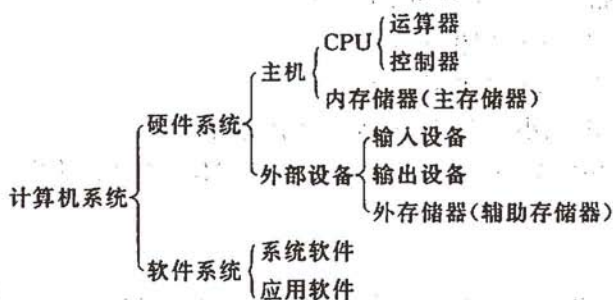 运算器
CPU
控制器
主机
内存储器(主存储器)
硬件系统
输入设备
外部设备
输出设备
外存储器(辅助存储器)
计算机系统
系统软件
软件系统
应用软件